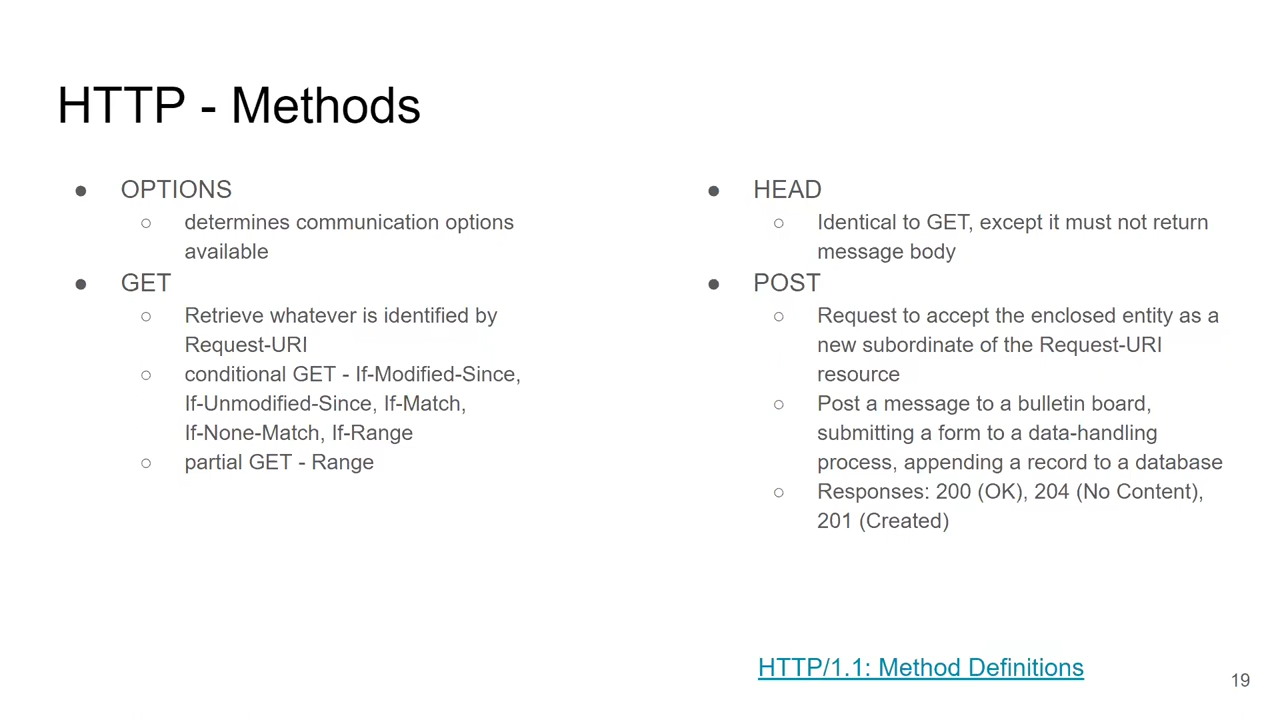 HTTP - Methods
● OPTIONS
○ determines communication options
available
● GET
○ Retrieve whatever is identified by
Request-URI
○ conditional GET - If-Modified-Since,
If-Unmodified-Since, If-Match,
If-None-Match, If-Range
○ partial GET - Range
● HEAD
○ Identical to GET, except it must not return
message body
● POST
○ Request to accept the enclosed entity as a
new subordinate of the Request-URI
resource
○ Post a message to a bulletin board,
submitting a form to a data-handling
process, appending a record to a database
○ Responses: 200 (OK), 204 (No Content),
201 (Created)
HTTP/1.1: Method Definitions
19